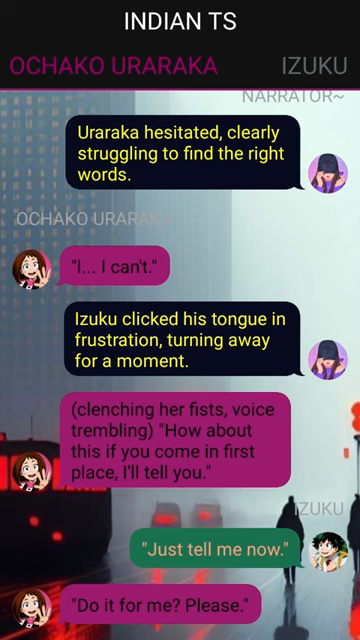 INDIAN TS
OCHAKO URARAKA IZUKU
NARRATOR~
Uraraka hesitated, clearly
struggling to find the right
words.
OCHAKO URARAKA
"I... I can't."
Izuku clicked his tongue in
frustration, turning away
for a moment.
(clenching her fists, voice
trembling) "How about
this if you come in first
place, I'll tell you."
IZUKU
"Just tell me now."
"Do it for me? Please."